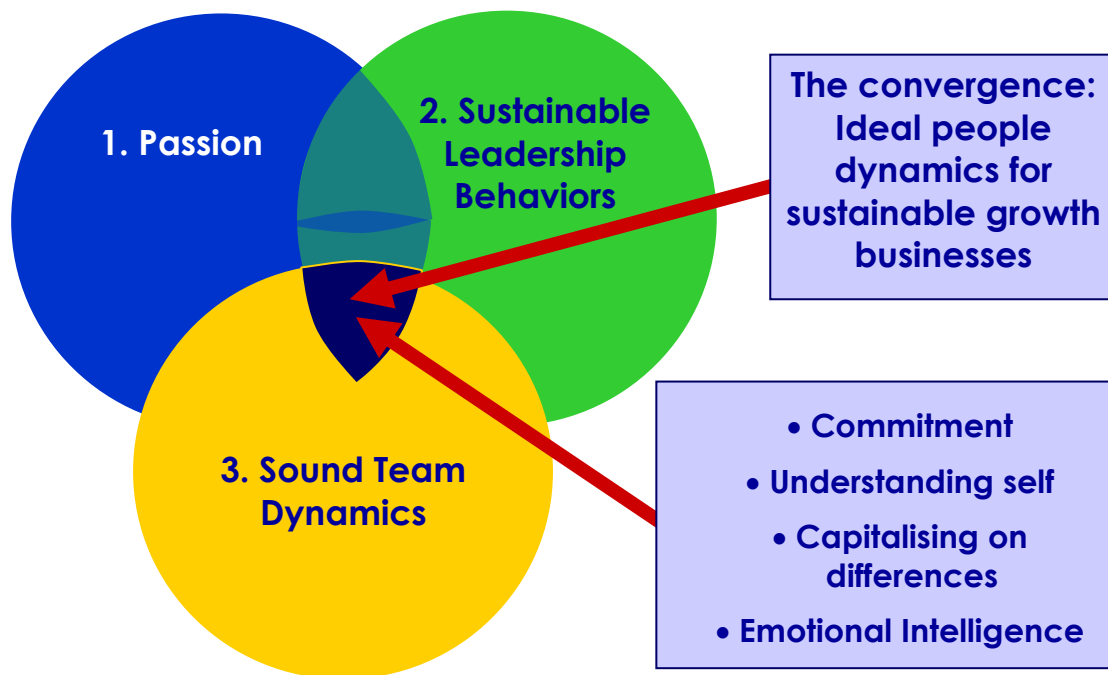 1. Passion
2. Sustainable
Leadership
Behaviors
The convergence:
Ideal people
dynamics for
sustainable growth
businesses
3. Sound Team
Dynamics
• Commitment
• Understanding self
• Capitalising on
differences
• Emotional Intelligence